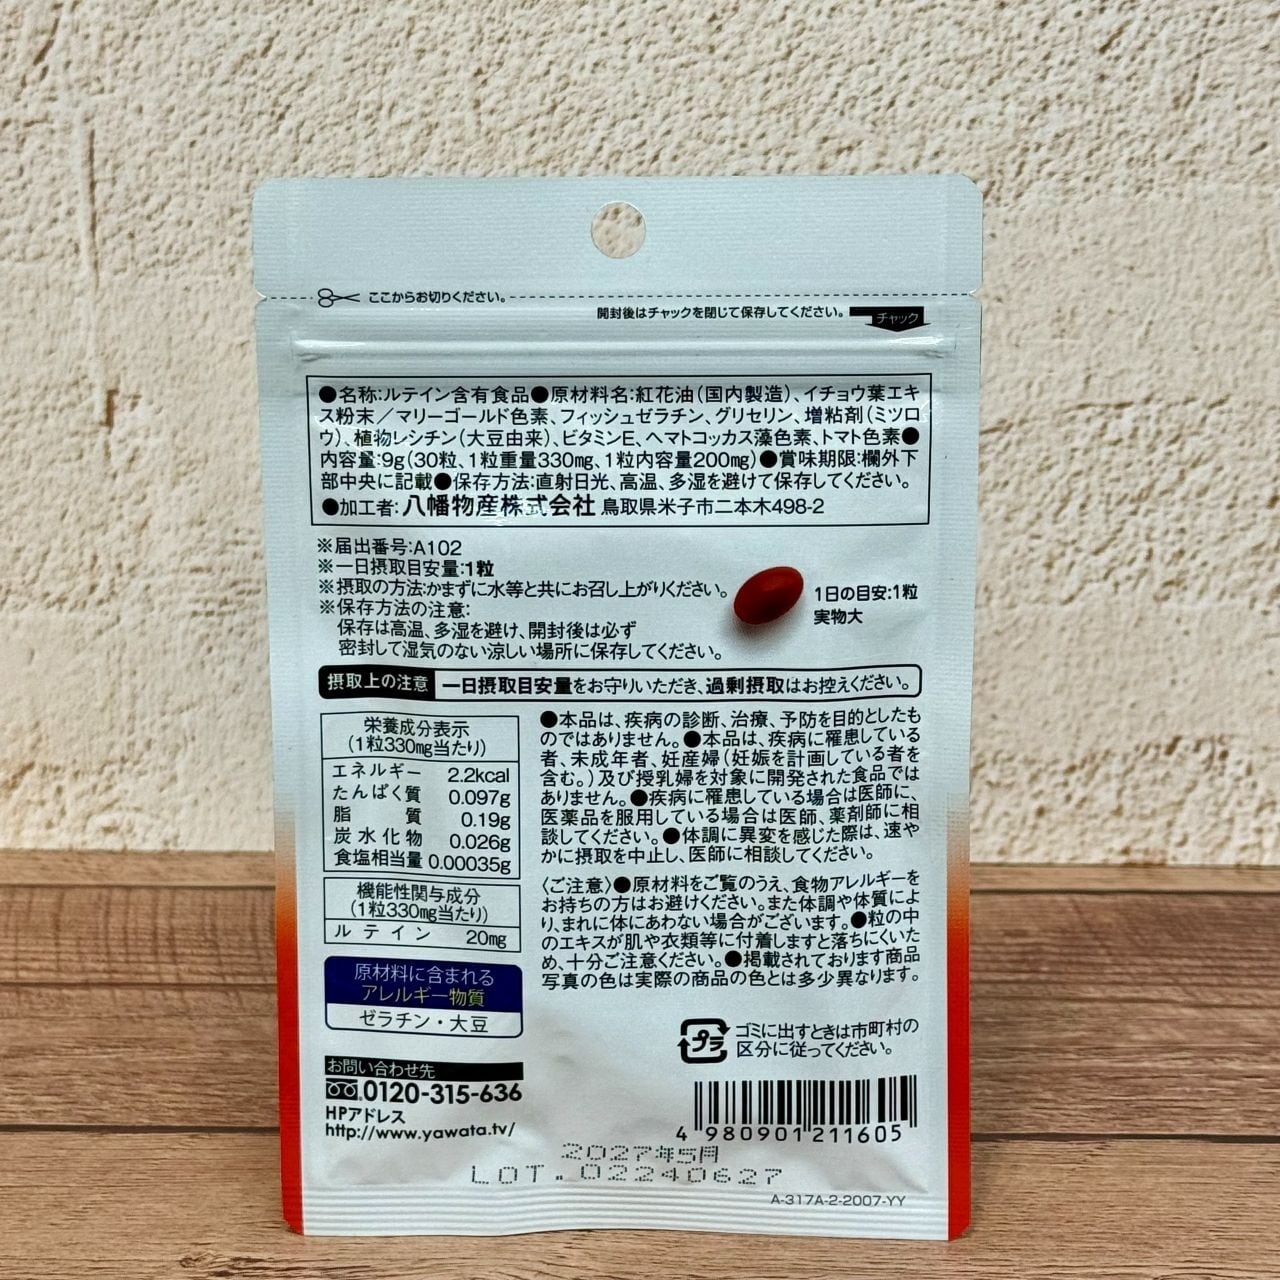 ここからお切りください。
開封後はチャックを閉じて保存してください。
チャック
●名称:ルテイン含有食品●原材料名:紅花油(国内製造)、イチョウ葉エキ
ス粉末/マリーゴールド色素、フィッシュゼラチン、グリセリン、増粘剤(ミツロ
ウ)、植物レシチン(大豆由来)、ビタミンE、ヘマトコッカス藻色素、トマト色素●
内容量:9g(30粒、1粒重量330mg、1粒内容量200mg)●賞味期限:欄外下
部中央に記載●保存方法:直射日光、高温、多湿を避けて保存してください。
●加工者:八幡物産株式会社 鳥取県米子市二本木498-2
※届出番号:A102
※一日摂取目安量:1粒
※摂取の方法:かまずに水等と共にお召し上がりください。
※保存方法の注意:
保存は高温、多湿を避け、開封後は必ず
密封して湿気のない涼しい場所に保存してください。
1日の目安:1粒
実物大
摂取上の注意 一日摂取目安量をお守りいただき、過剰摂取はお控えください。
栄養成分表示
(1粒330mg当たり)
エネルギー 2.2kcal
たんぱく質 0.097g
脂質 0.19g
炭水化物 0.026g
食塩相当量 0.00035g
機能性関与成分
(1粒330mg当たり)
ルテイン 20mg
原材料に含まれる
アレルギー物質
ゼラチン・大豆
お問い合わせ先
0120-315-636
HPアドレス
http://www.yawata.tv/
●本品は、疾病の診断、治療、予防を目的としたも
のではありません。●本品は、疾病に罹患している
者、未成年者、妊産婦(妊娠を計画している者を
含む。)及び授乳婦を対象に開発された食品では
ありません。●疾病に罹患している場合は医師に、
医薬品を服用している場合は医師、薬剤師に相
談してください。●体調に異変を感じた際は、速や
かに摂取を中止し、医師に相談してください。
〈ご注意〉●原材料をご覧のうえ、食物アレルギーを
お持ちの方はお避けください。また体調や体質によ
り、まれに体にあわない場合がございます。●粒の中
のエキスが肌や衣類等に付着しますと落ちにくいた
め、十分ご注意ください。●掲載されております商品
写真の色は実際の商品の色とは多少異なります。
プラ
ゴミに出すときは市町村の
区分に従ってください。
4 980901 211605
2027年5月
LOT. 02240627
A-317A-2-2007-YY